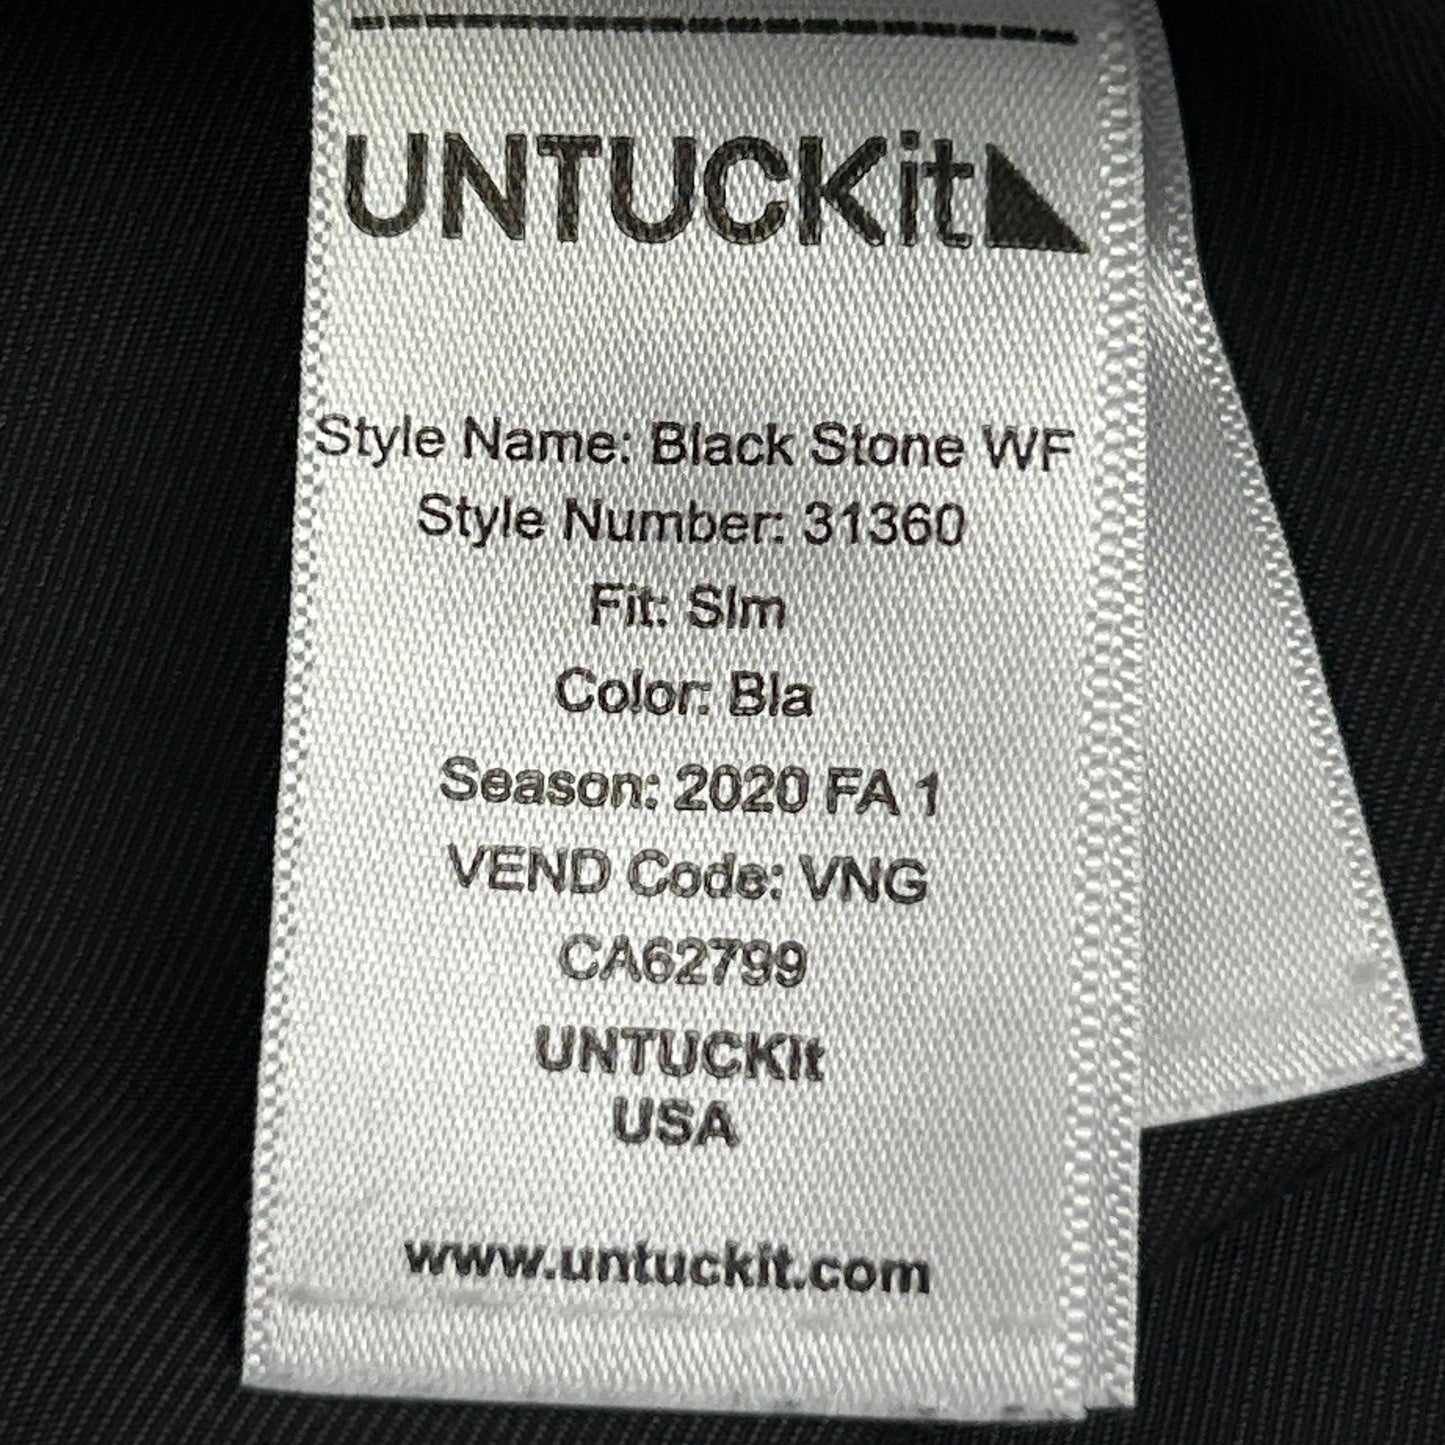 UNTUCKit
Style Name: Black Stone WF
Style Number: 31360
Fit: Slm
Color: Bla
Season: 2020 FA 1
VEND Code: VNG
CA62799
UNTUCKit
USA
www.untuckit.com